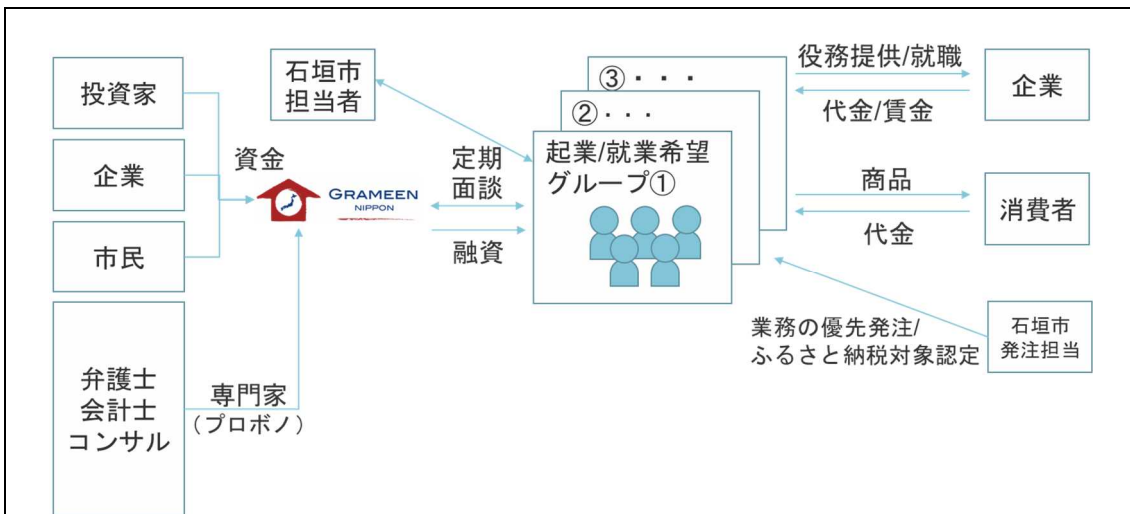 投資家
企業
市民
弁護士
会計士
コンサル
資金
専門家
（プロボノ）
GRAMEEN
NIPPON
石垣市
担当者
定期
面談
融資
③・・・
②・・・
起業/就業希望
グループ①
役務提供/就職
代金/賃金
企業
商品
代金
消費者
業務の優先発注/
ふるさと納税対象認定
石垣市
発注担当